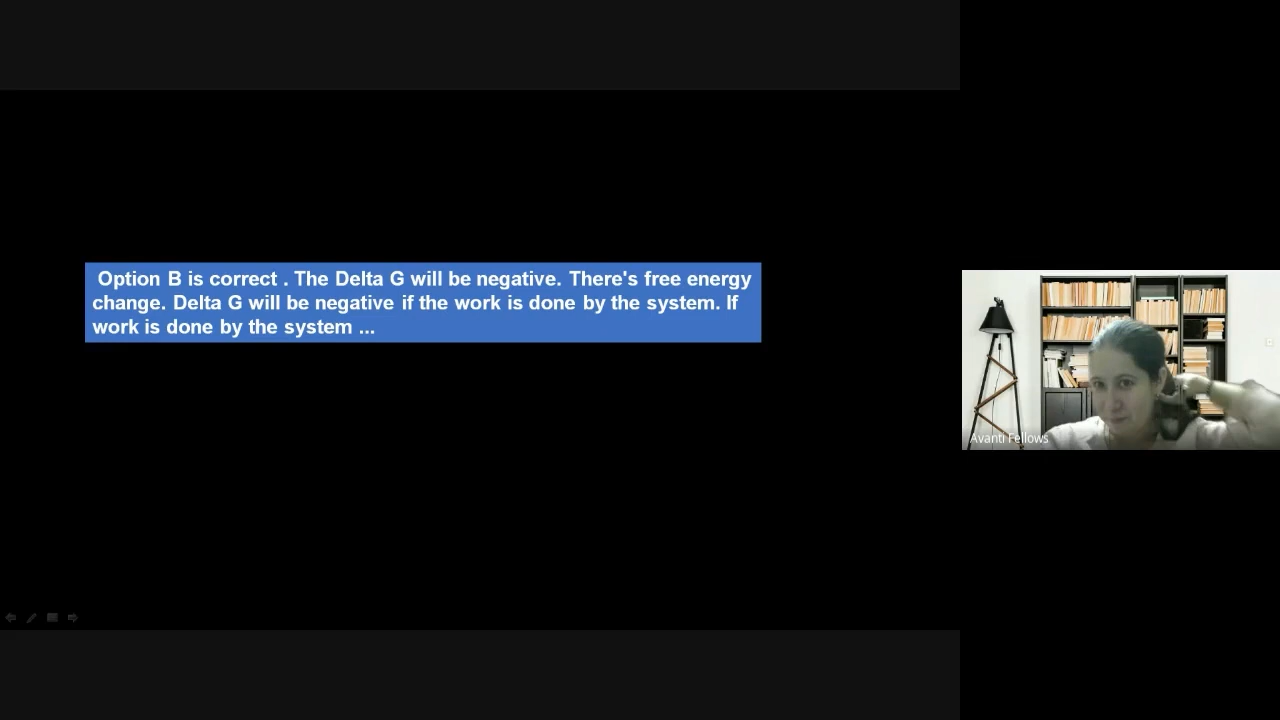 Option B is correct . The Delta G will be negative. There's free energy
change. Delta G will be negative if the work is done by the system. If
work is done by the system ...
Avanti Fellows